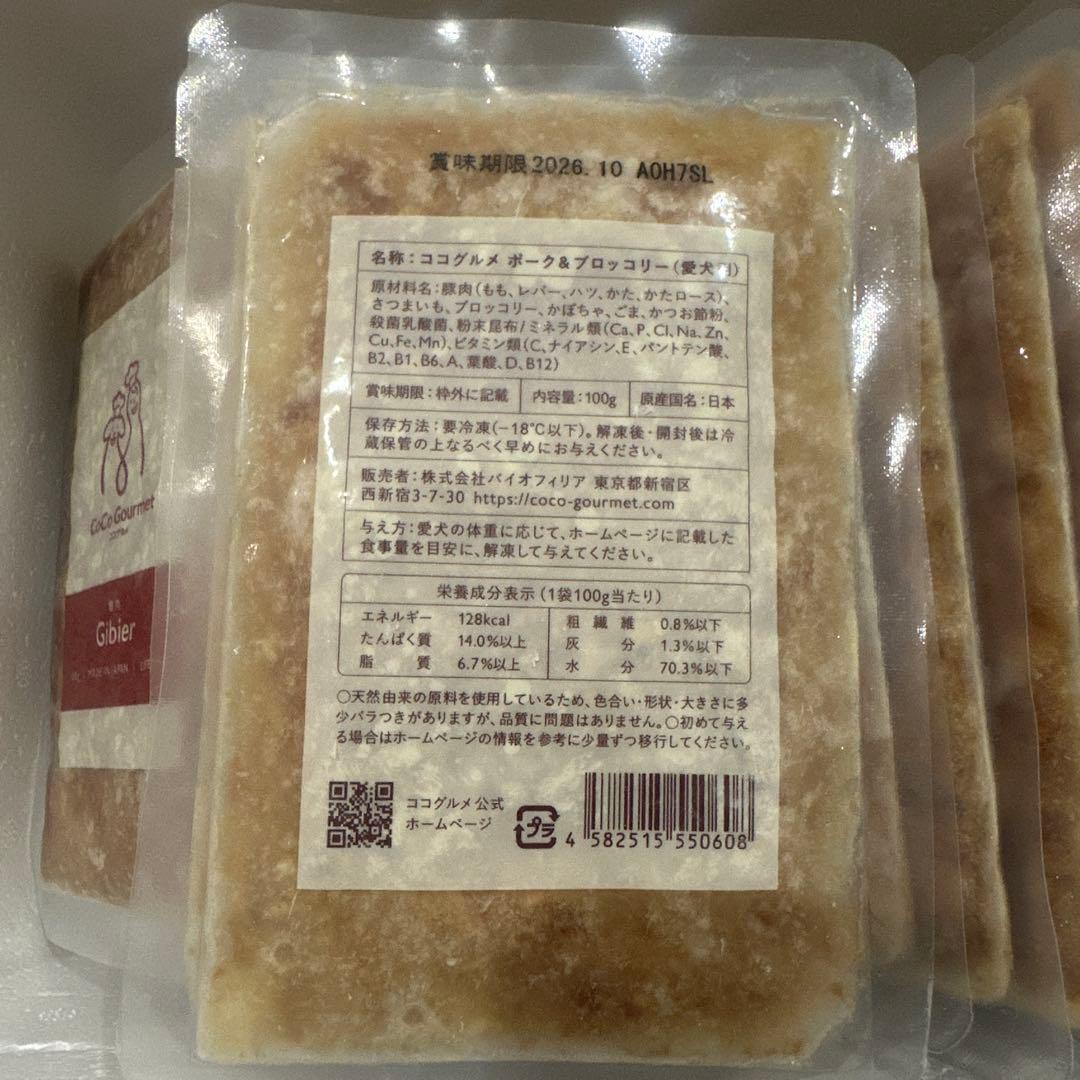 賞味期限2026.10 A0H7SL
名称：ココグルメ ポーク&ブロッコリー(愛犬用)
原材料名：豚肉(もも、レバー、ハツ、かた、かたロース)、
さつまいも、ブロッコリー、かぼちゃ、ごま、かつお節粉、
殺菌乳酸菌、粉末昆布/ミネラル類(Ca、P、Cl、Na、Zn、
Cu、Fe、Mn)、ビタミン類(C、ナイアシン、E、パントテン酸、
B2、B1、B6、A、葉酸、D、B12)
賞味期限：枠外に記載 内容量：100g 原産国名：日本
保存方法：要冷凍(−18℃以下)。解凍後・開封後は冷
蔵保管の上なるべく早めにお与えください。
販売者：株式会社バイオフィリア 東京都新宿区
西新宿3-7-30 https://coco-gourmet.com
与え方：愛犬の体重に応じて、ホームページに記載した
食事量を目安に、解凍して与えてください。
栄養成分表示(1袋100g当たり)
エネルギー 128kcal 粗繊維 0.8%以下
たんぱく質 14.0%以上 灰分 1.3%以下
脂質 6.7%以上 水分 70.3%以下
○天然由来の原料を使用しているため、色合い・形状・大きさに多
少バラつきがありますが、品質に問題はありません。○初めて与え
る場合はホームページの情報を参考に少量ずつ移行してください。
ココグルメ公式
ホームページ
プラ
4 582515 550608
CoCo Gourmet
ココグルメ
Gibier
MADE IN JAPAN